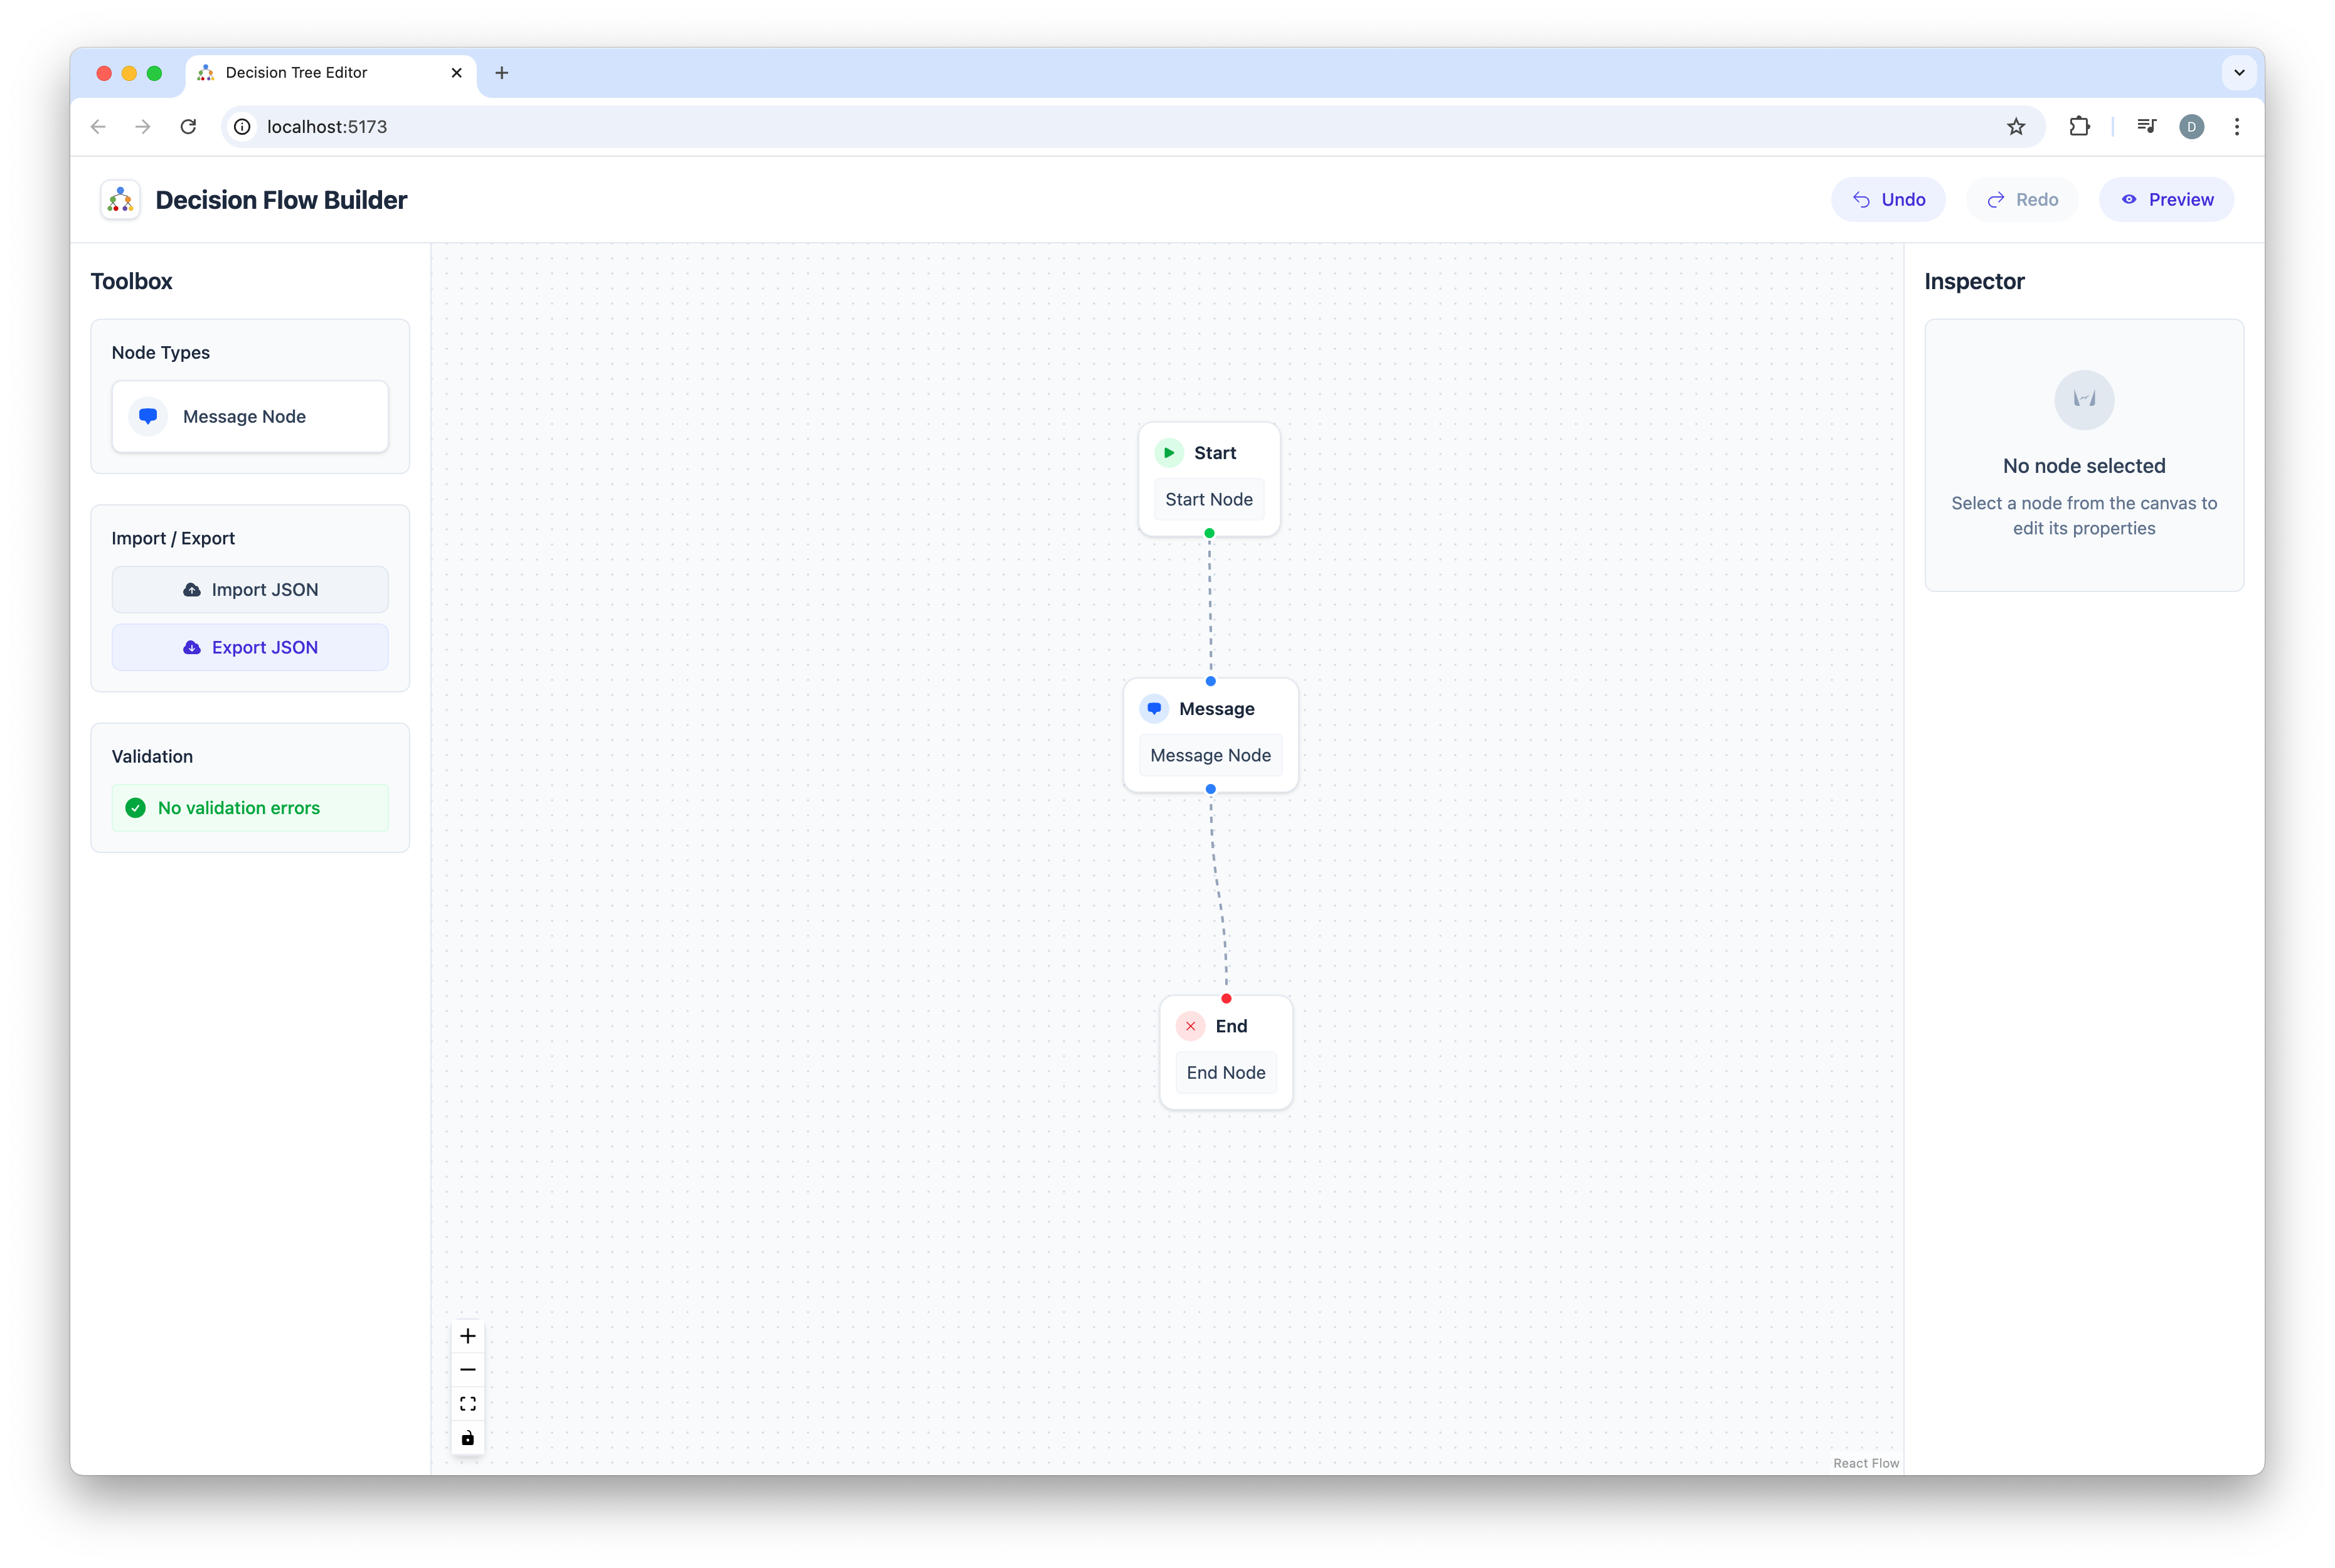 Decision Tree Editor
localhost:5173
D
Decision Flow Builder
Undo
Redo
Preview
Toolbox
Node Types
Message Node
Import / Export
Import JSON
Export JSON
Validation
No validation errors
Start
Start Node
Message
Message Node
End
End Node
React Flow
Inspector
No node selected
Select a node from the canvas to
edit its properties